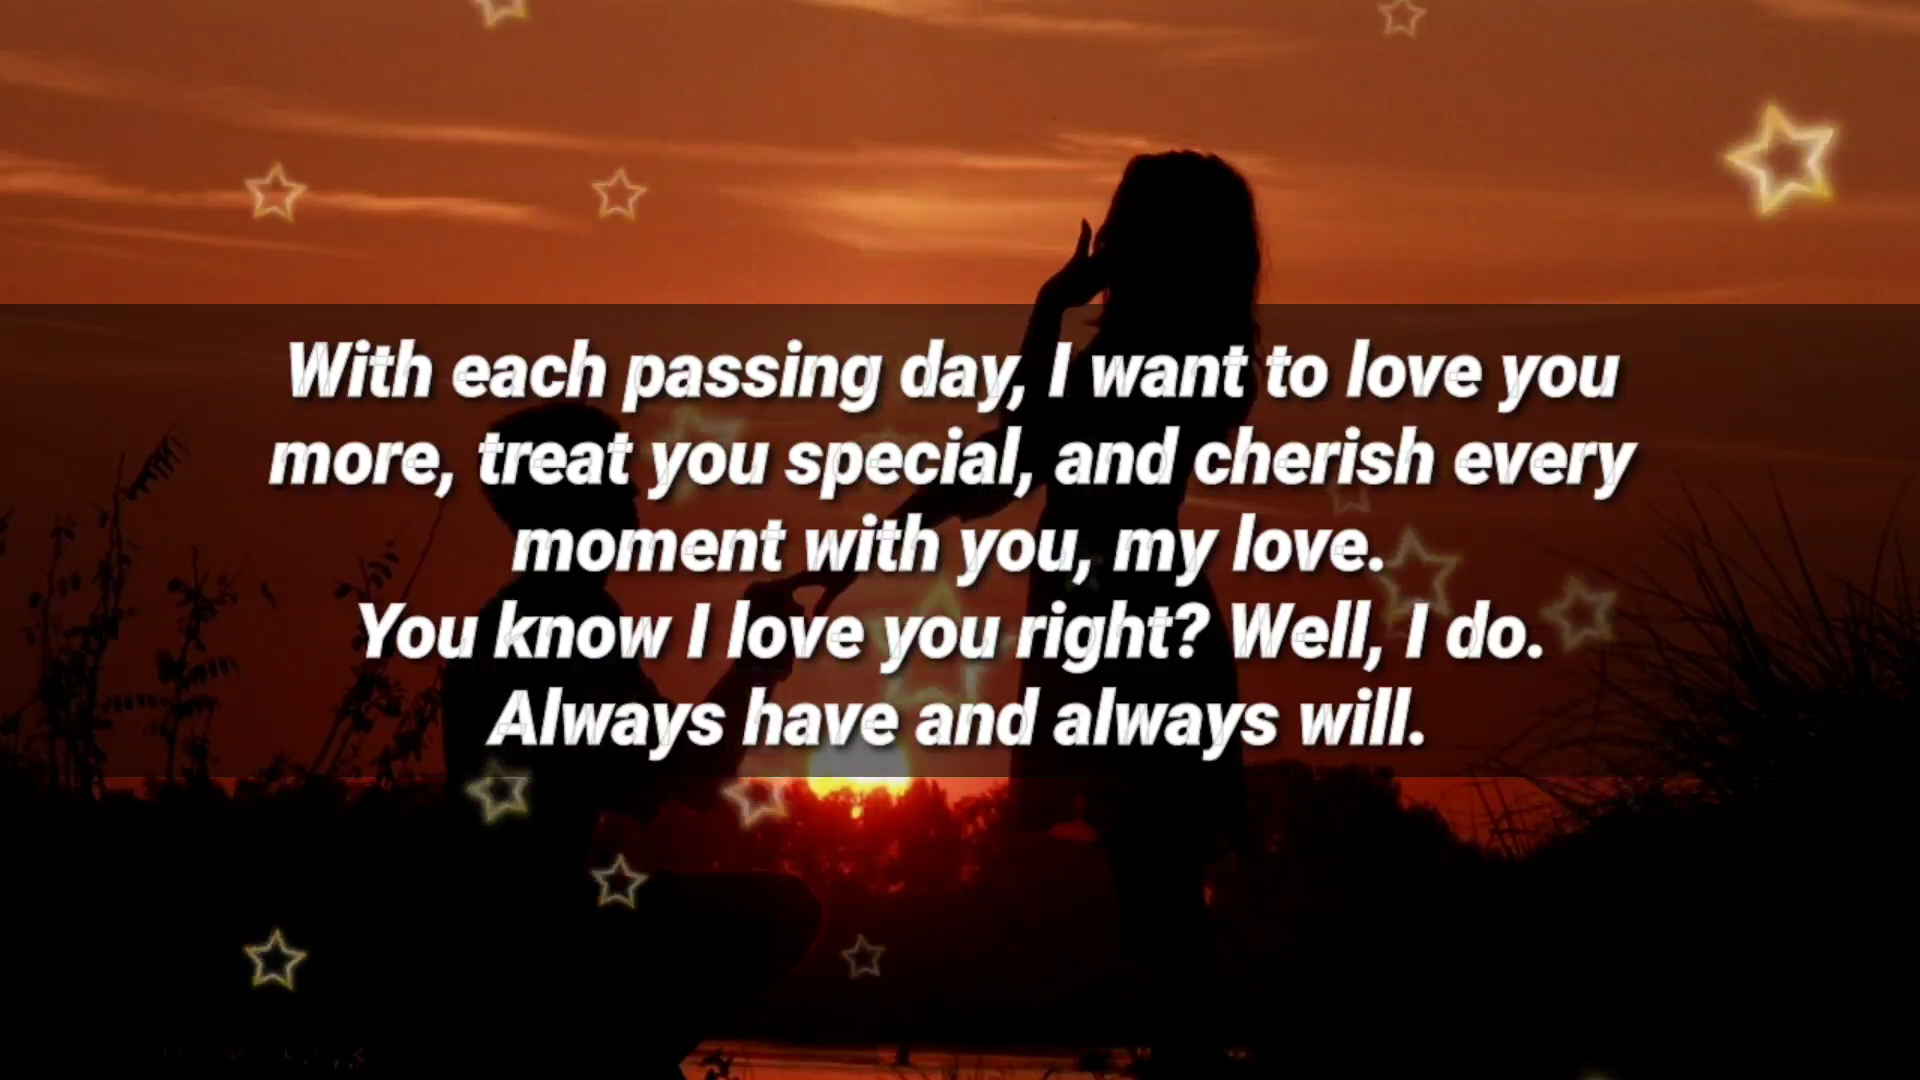 With each passing day, I want to love you
more, treat you special, and cherish every
moment with you, my love.
You know I love you right? Well, I do.
Always have and always will.